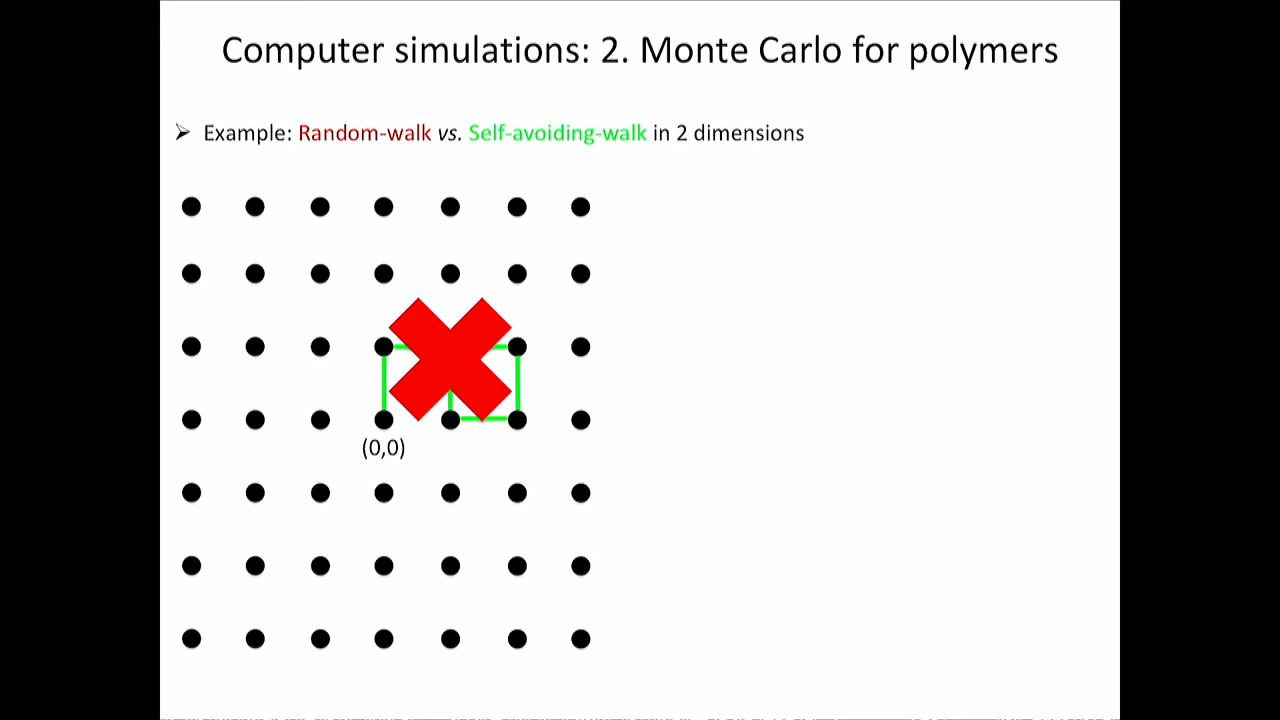 Computer simulations: 2. Monte Carlo for polymers
Example: Random-walk vs. Self-avoiding-walk in 2 dimensions
(0,0)